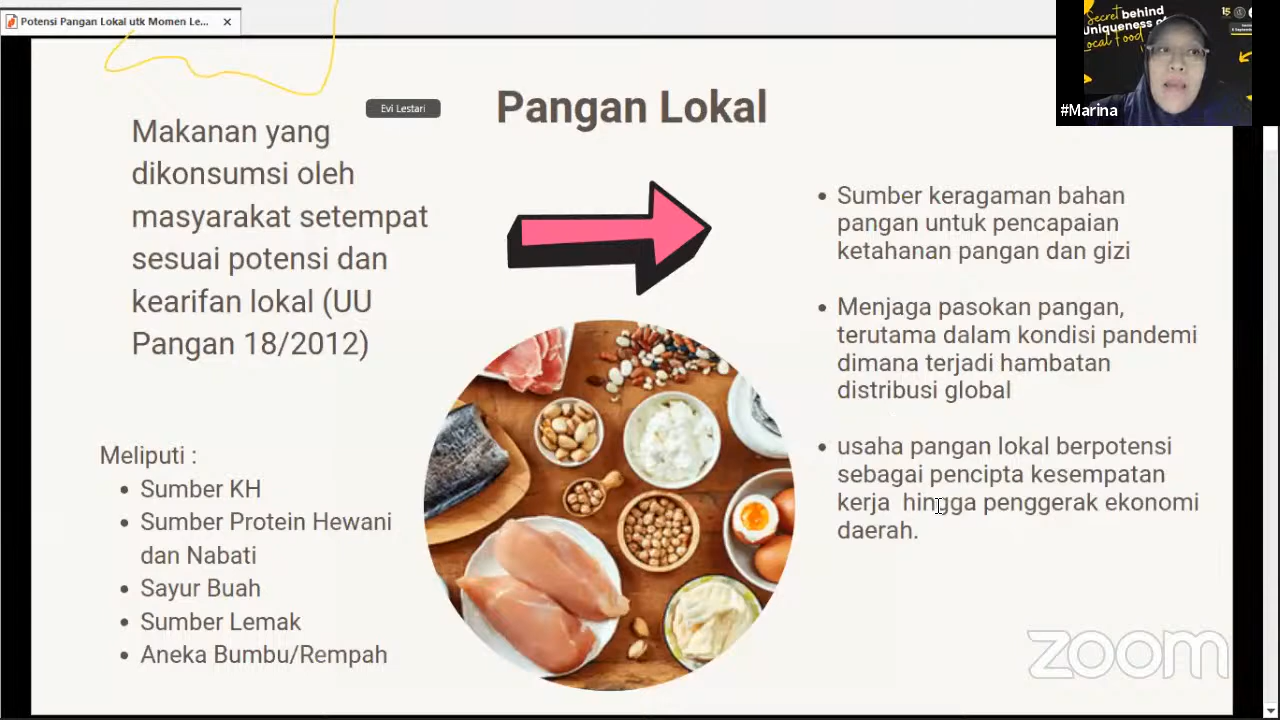 Potensi Pangan Lokal utk Momen Le...
Secret behind
uniqueness of
Local Food
15
#Marina
Evi Lestari
Pangan Lokal
Makanan yang
dikonsumsi oleh
masyarakat setempat
sesuai potensi dan
kearifan lokal (UU
Pangan 18/2012)
Meliputi :
Sumber KH
Sumber Protein Hewani
dan Nabati
Sayur Buah
Sumber Lemak
Aneka Bumbu/Rempah
Sumber keragaman bahan
pangan untuk pencapaian
ketahanan pangan dan gizi
Menjaga pasokan pangan,
terutama dalam kondisi pandemi
dimana terjadi hambatan
distribusi global
usaha pangan lokal berpotensi
sebagai pencipta kesempatan
kerja  hingga penggerak ekonomi
daerah.
zoom